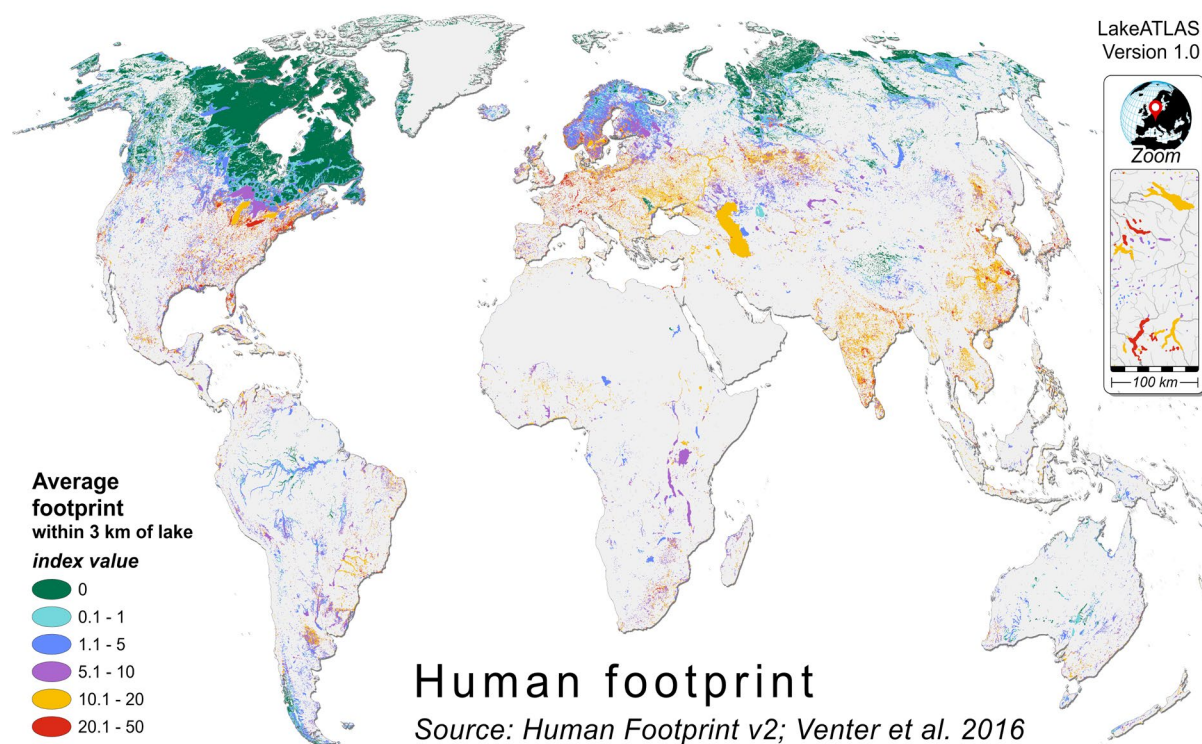 LakeATLAS
Version 1.0
Zoom
100 km
Average
footprint
within 3 km of lake
index value
0
0.1 - 1
1.1 - 5
5.1 - 10
10.1 - 20
20.1 - 50
Human footprint
Source: Human Footprint v2; Venter et al. 2016